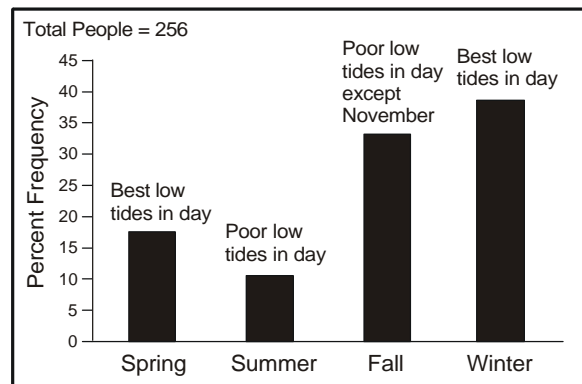 Total People = 256
45
40
35
30
25
20
15
10
5
0
Percent Frequency
Best low
tides in day
Poor low
tides in day
Poor low
tides in day
except
November
Best low
tides in day
Spring
Summer
Fall
Winter